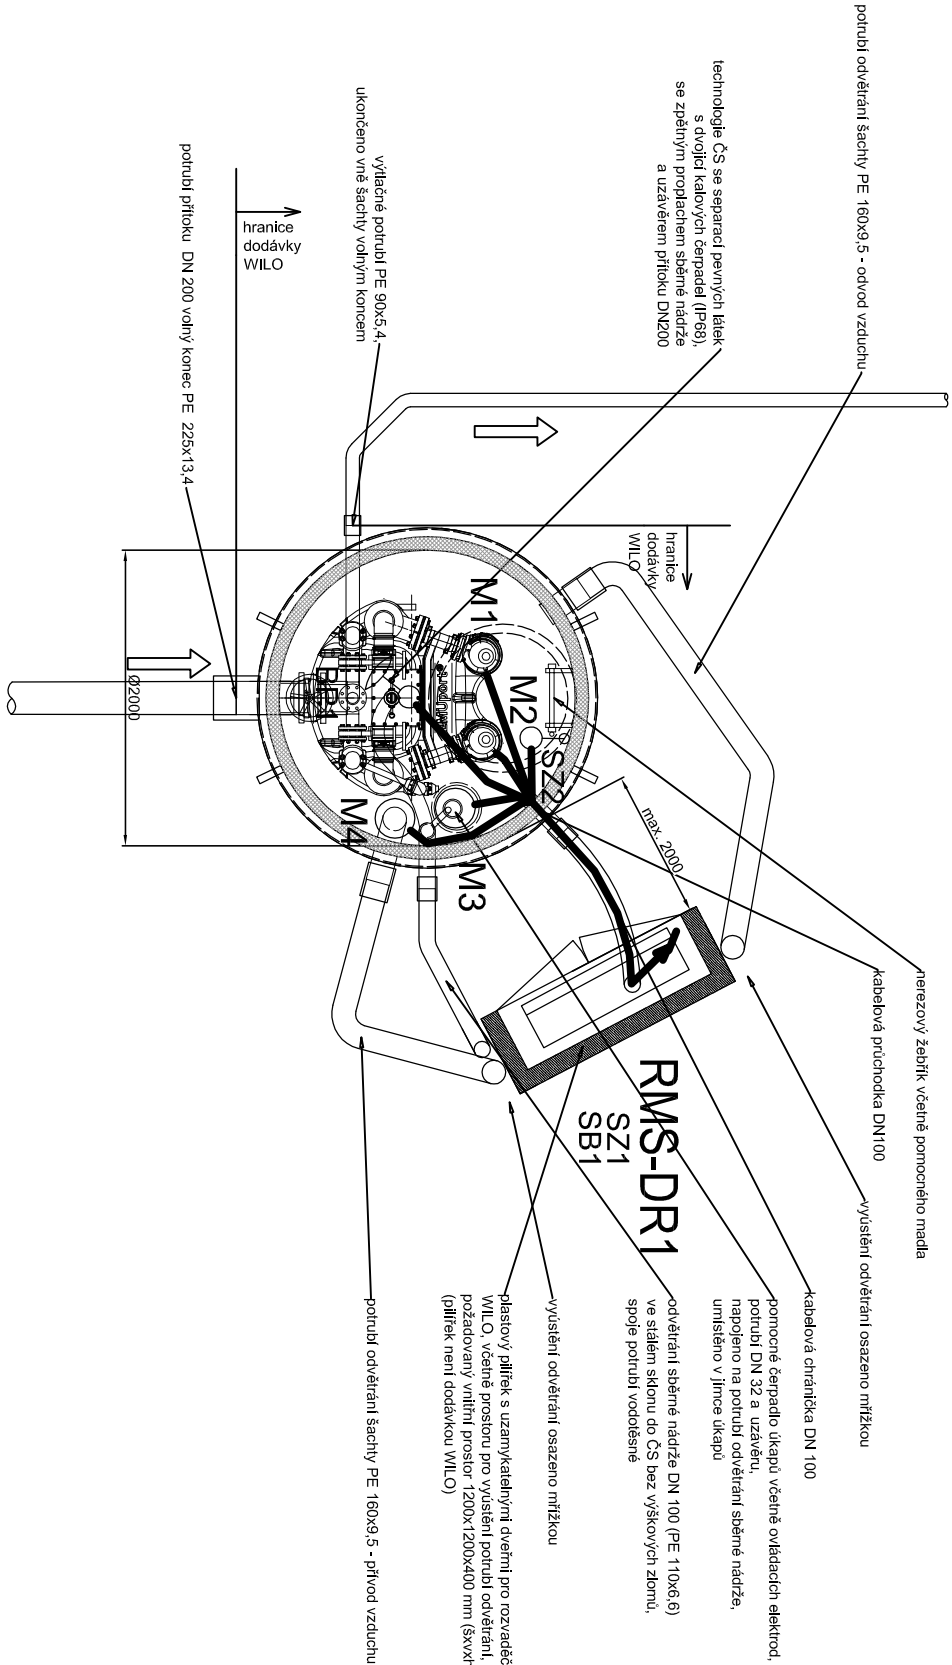 potrubí odvětrání šachty PE 160x9,5 - odvod vzduchu
technologie ČS se separací pevných látek
s dvojicí kalových čerpadel (IP68),
se zpětným proplachem sběrné nádrže
a uzávěrem přítoku DN200
výtlačné potrubí PE 90x5,4,
ukončeno vně šachty volným koncem
potrubí přítoku DN 200 volný konec PE 225x13,4
hranice
dodávky
WILO
hranice
dodávky
WILO
Ø2000
max. 2000
M1
M2
SZ2
BP1
M4
M3
RMS-DR1
SZ1
SB1
nerezový žebřík včetně pomocného madla
kabelová průchodka DN100
vyústění odvětrání osazeno mřížkou
kabelová chránička DN 100
pomocné čerpadlo úkapů včetně ovládacích elektrod,
potrubí DN 32 a uzávěru,
napojeno na potrubí odvětrání sběrné nádrže,
umístěno v jímce úkapů
odvětrání sběrné nádrže DN 100 (PE 110x6,6)
ve stálém sklonu do ČS bez výškových zlomů,
spoje potrubí vodotěsné
vyústění odvětrání osazeno mřížkou
plastový pilířek s uzamykatelnými dveřmi pro rozvaděč
WILO, včetně prostoru pro vyústění potrubí odvětrání,
požadovaný vnitřní prostor 1200x1200x400 mm (šxvxh
(pilířek není dodávkou WILO)
potrubí odvětrání šachty PE 160x9,5 - přívod vzduchu